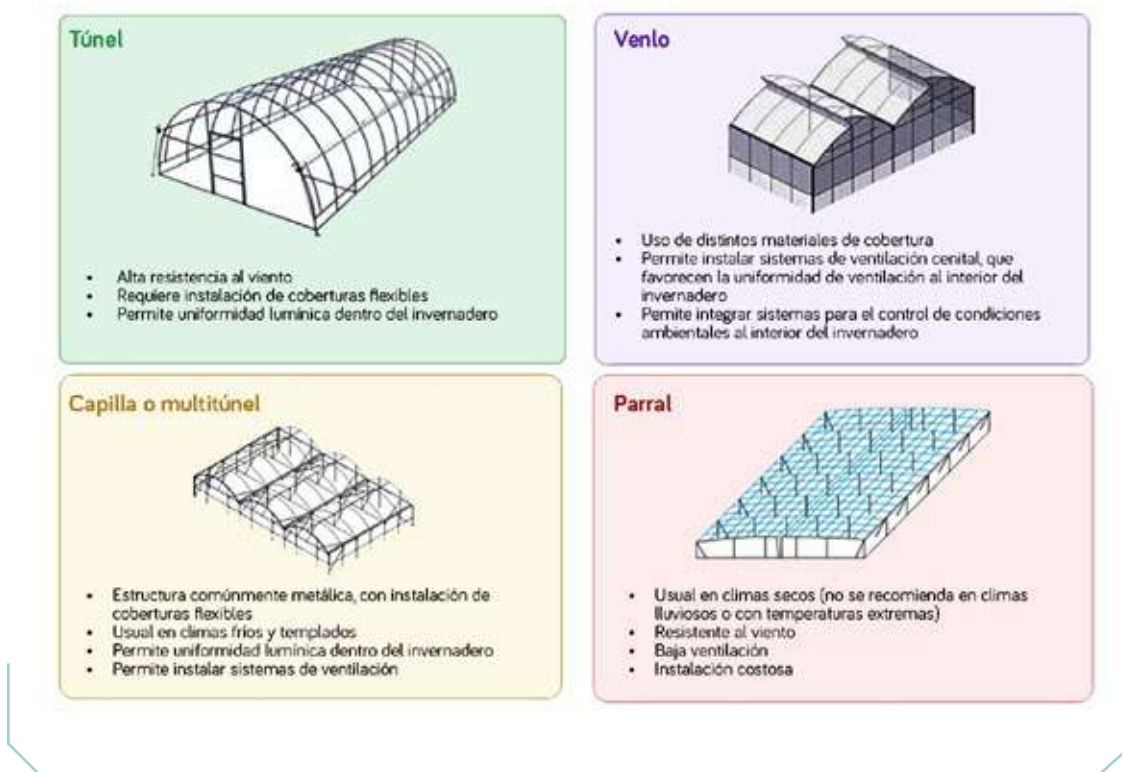 Túnel
• Alta resistencia al viento
• Requiere instalación de coberturas flexibles
• Permite uniformidad lumínica dentro del invernadero
Venlo
• Uso de distintos materiales de cobertura
• Permite instalar sistemas de ventilación cenital, que
favorecen la uniformidad de ventilación al interior del
invernadero
• Pemite integrar sistemas para el control de condiciones
ambientales al interior del invernadero
Capilla o multitúnel
• Estructura comúnmente metálica, con instalación de
coberturas flexibles
• Usual en climas fríos y templados
• Permite uniformidad lumínica dentro del invernadero
• Permite instalar sistemas de ventilación
Parral
• Usual en climas secos (no se recomienda en climas
lluviosos o con temperaturas extremas)
• Resistente al viento
• Baja ventilación
• Instalación costosa